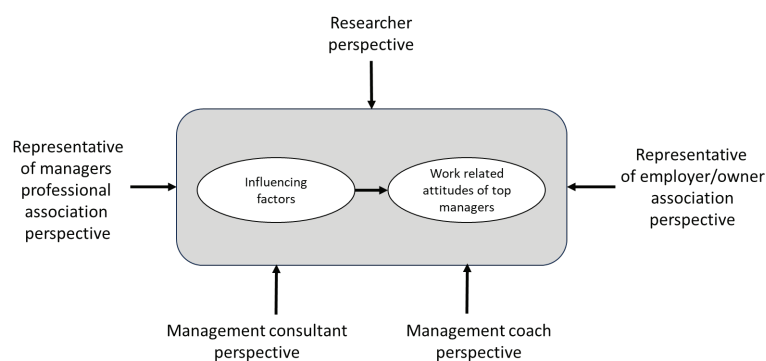 Researcher
perspective
Representative
of managers
professional
association
perspective
Influencing
factors
Work related
attitudes of top
managers
Representative
of employer/owner
association
perspective
Management consultant
perspective
Management coach
perspective